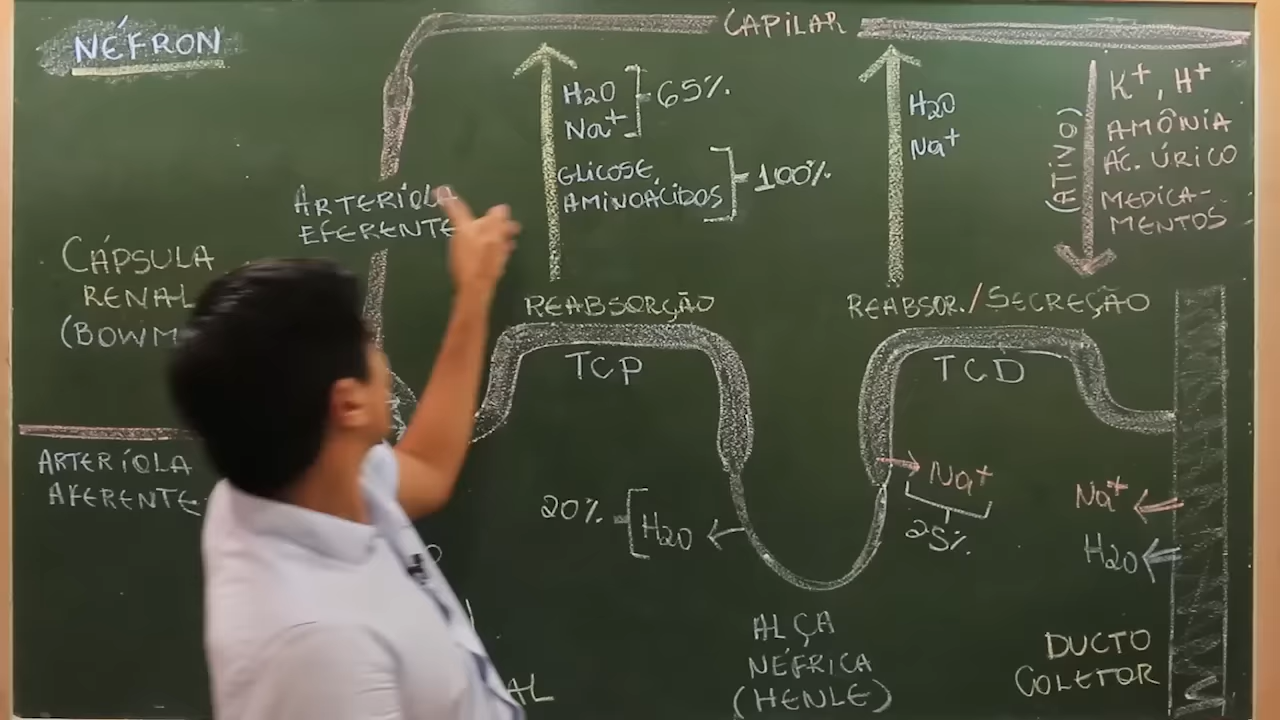 NÉFRON
CAPILAR
H2O
Na+
65%
GLICOSE,
AMINOÁCIDOS
100%
H2O
Na+
(ATIVO)
K+, H+
AMÔNIA
ÁC. ÚRICO
MEDICA-
MENTOS
ARTERÍOLA
EFERENTE
CÁPSULA
RENAL
(BOWM
REABSORÇÃO
REABSOR./SECREÇÃO
TCP
TCD
ARTERÍOLA
AFERENTE
20%
H2O
Na+
25%
Na+
H2O
ALÇA
NÉFRICA
(HENLE)
DUCTO
COLETOR
AL